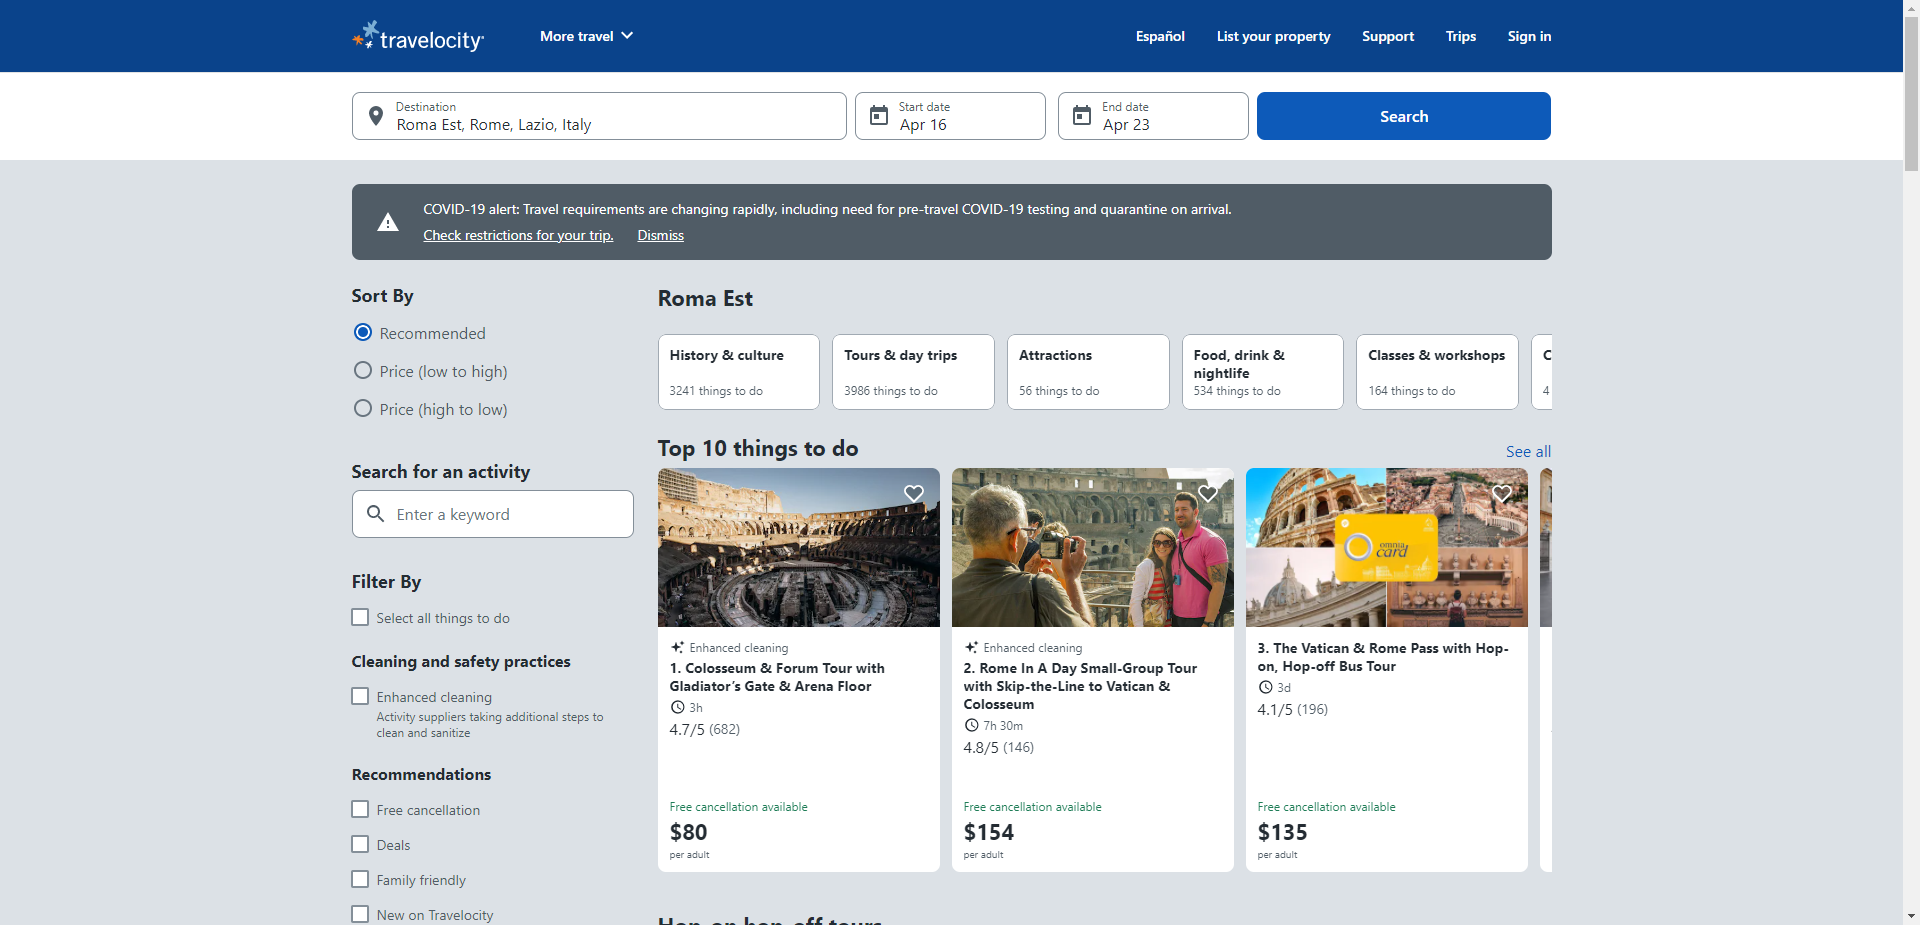 travelocity
More travel
Español
List your property
Support
Trips
Sign in
Destination
Roma Est, Rome, Lazio, Italy
Start date
Apr 16
End date
Apr 23
Search
COVID-19 alert: Travel requirements are changing rapidly, including need for pre-travel COVID-19 testing and quarantine on arrival.
Check restrictions for your trip.
Dismiss
Sort By
Recommended
Price (low to high)
Price (high to low)
Search for an activity
Enter a keyword
Filter By
Select all things to do
Cleaning and safety practices
Enhanced cleaning
Activity suppliers taking additional steps to
clean and sanitize
Recommendations
Free cancellation
Deals
Family friendly
New on Travelocity
Roma Est
History & culture
3241 things to do
Tours & day trips
3986 things to do
Attractions
56 things to do
Food, drink &
nightlife
534 things to do
Classes & workshops
164 things to do
C
4
Top 10 things to do
See all
Enhanced cleaning
1. Colosseum & Forum Tour with
Gladiator's Gate & Arena Floor
3h
4.7/5 (682)
Free cancellation available
$80
per adult
Enhanced cleaning
2. Rome In A Day Small-Group Tour
with Skip-the-Line to Vatican &
Colosseum
7h 30m
4.8/5 (146)
Free cancellation available
$154
per adult
omnia
card
3. The Vatican & Rome Pass with Hop-
on, Hop-off Bus Tour
3d
4.1/5 (196)
Free cancellation available
$135
per adult
Hop-on hop-off tours